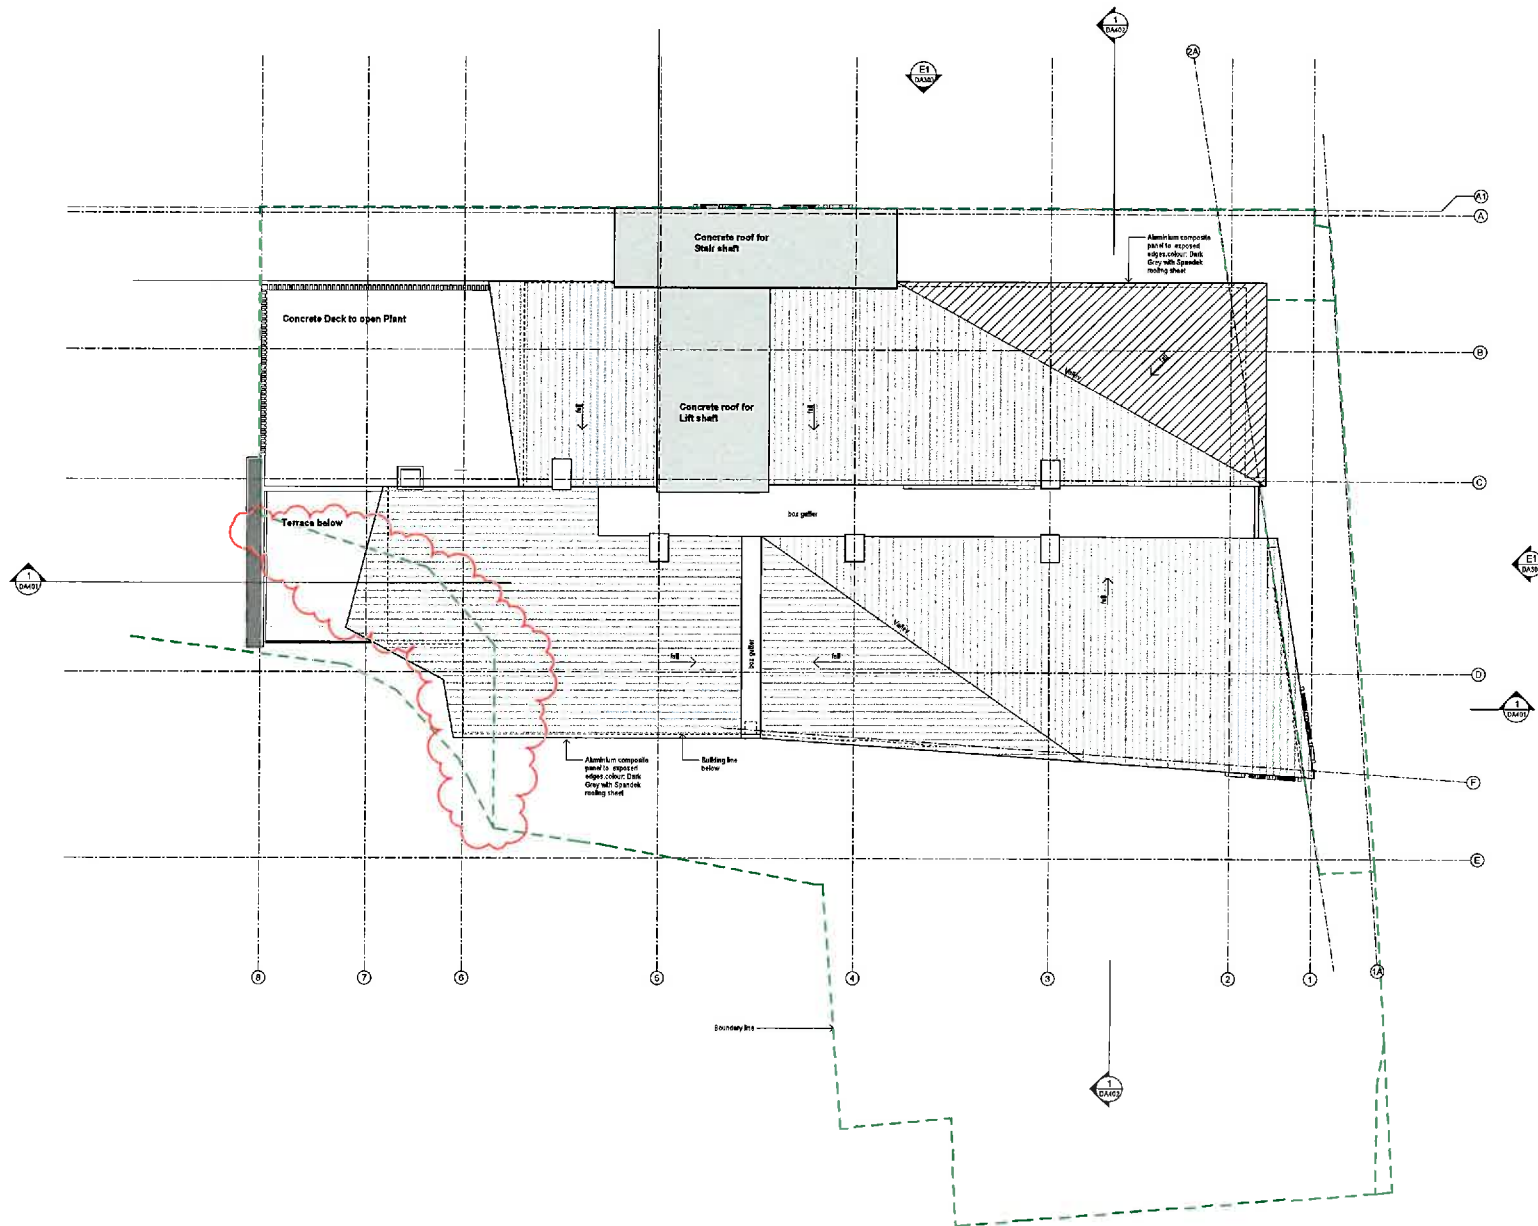 1
DA402
2A
E1
DA303
A1
A
Concrete roof for
Stair shaft
Aluminium composite
panel to exposed
edges.colour: Dark
Grey with Spandek
roofing sheet
Concrete Deck to open Plant
B
fall
Valley
Concrete roof for
Lift shaft
fall
fall
C
box gutter
Terrace below
1
DA401
E1
fall
Valley
box gutter
fall
fall
D
1
DA401
Aluminium composite
panel to exposed
edges.colour: Dark
Grey with Spandek
roofing sheet
Building line
below
F
E
8
7
6
5
4
3
2
1
1A
Boundary line
1